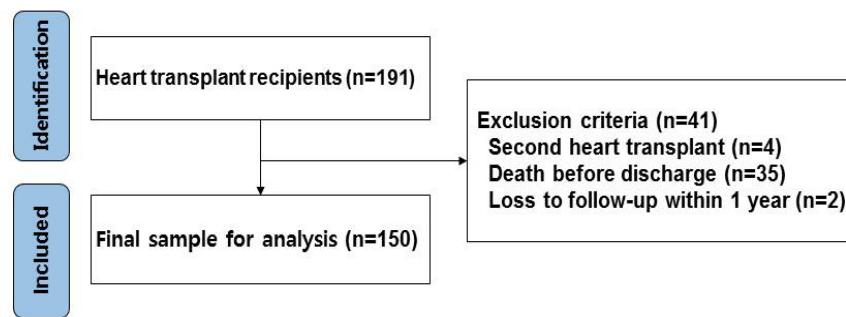 Identification
Heart transplant recipients (n=191)
Exclusion criteria (n=41)
Second heart transplant (n=4)
Death before discharge (n=35)
Loss to follow-up within 1 year (n=2)
Included
Final sample for analysis (n=150)